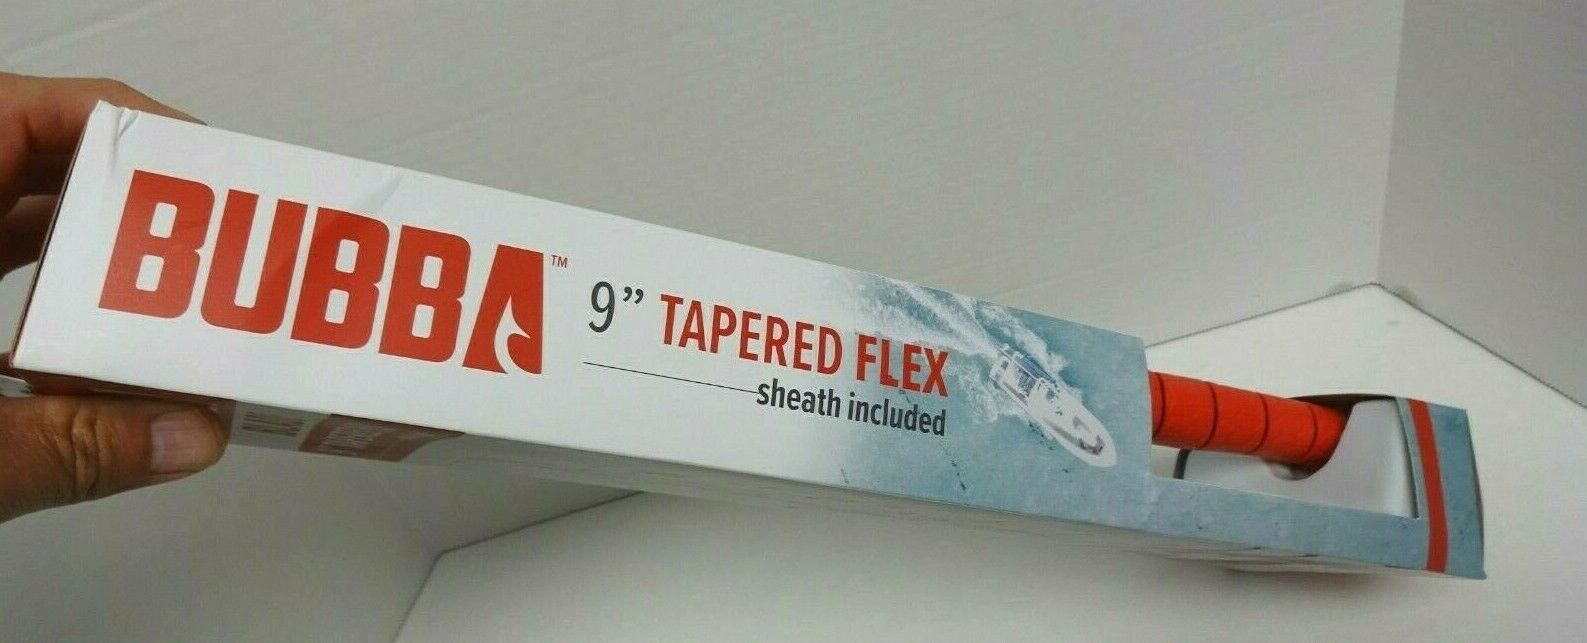 BUBBA™
9” TAPERED FLEX
sheath included